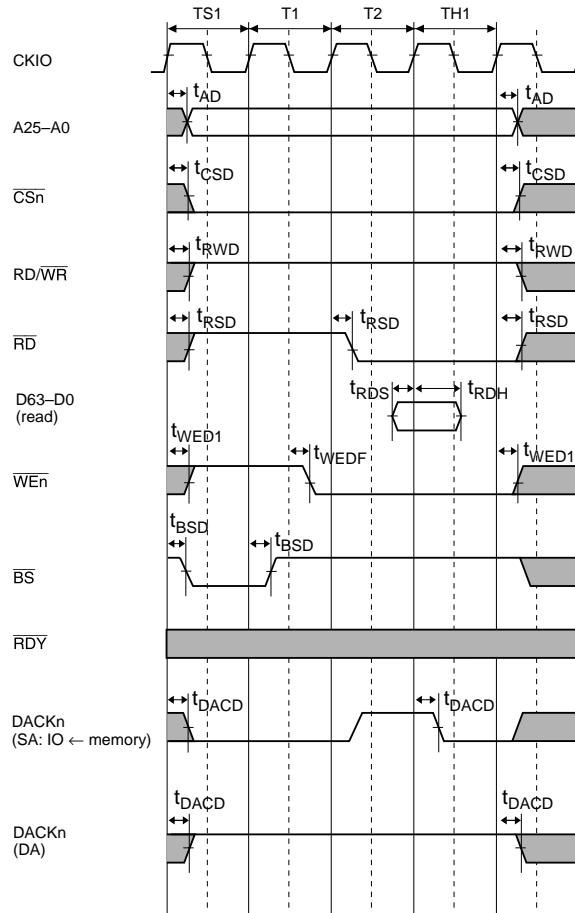 TS1 T1 T2 TH1
CKIO
tAD tAD
A25–A0
tCSD tCSD
CSn
tRWD tRWD
RD/WR
tRSD tRSD tRSD
RD
D63–D0
(read)
tRDS tRDH
tWED1 tWEDF tWED1
WEn
tBSD tBSD
BS
RDY
tDACD tDACD
DACKn
(SA: IO ← memory)
tDACD tDACD
DACKn
(DA)